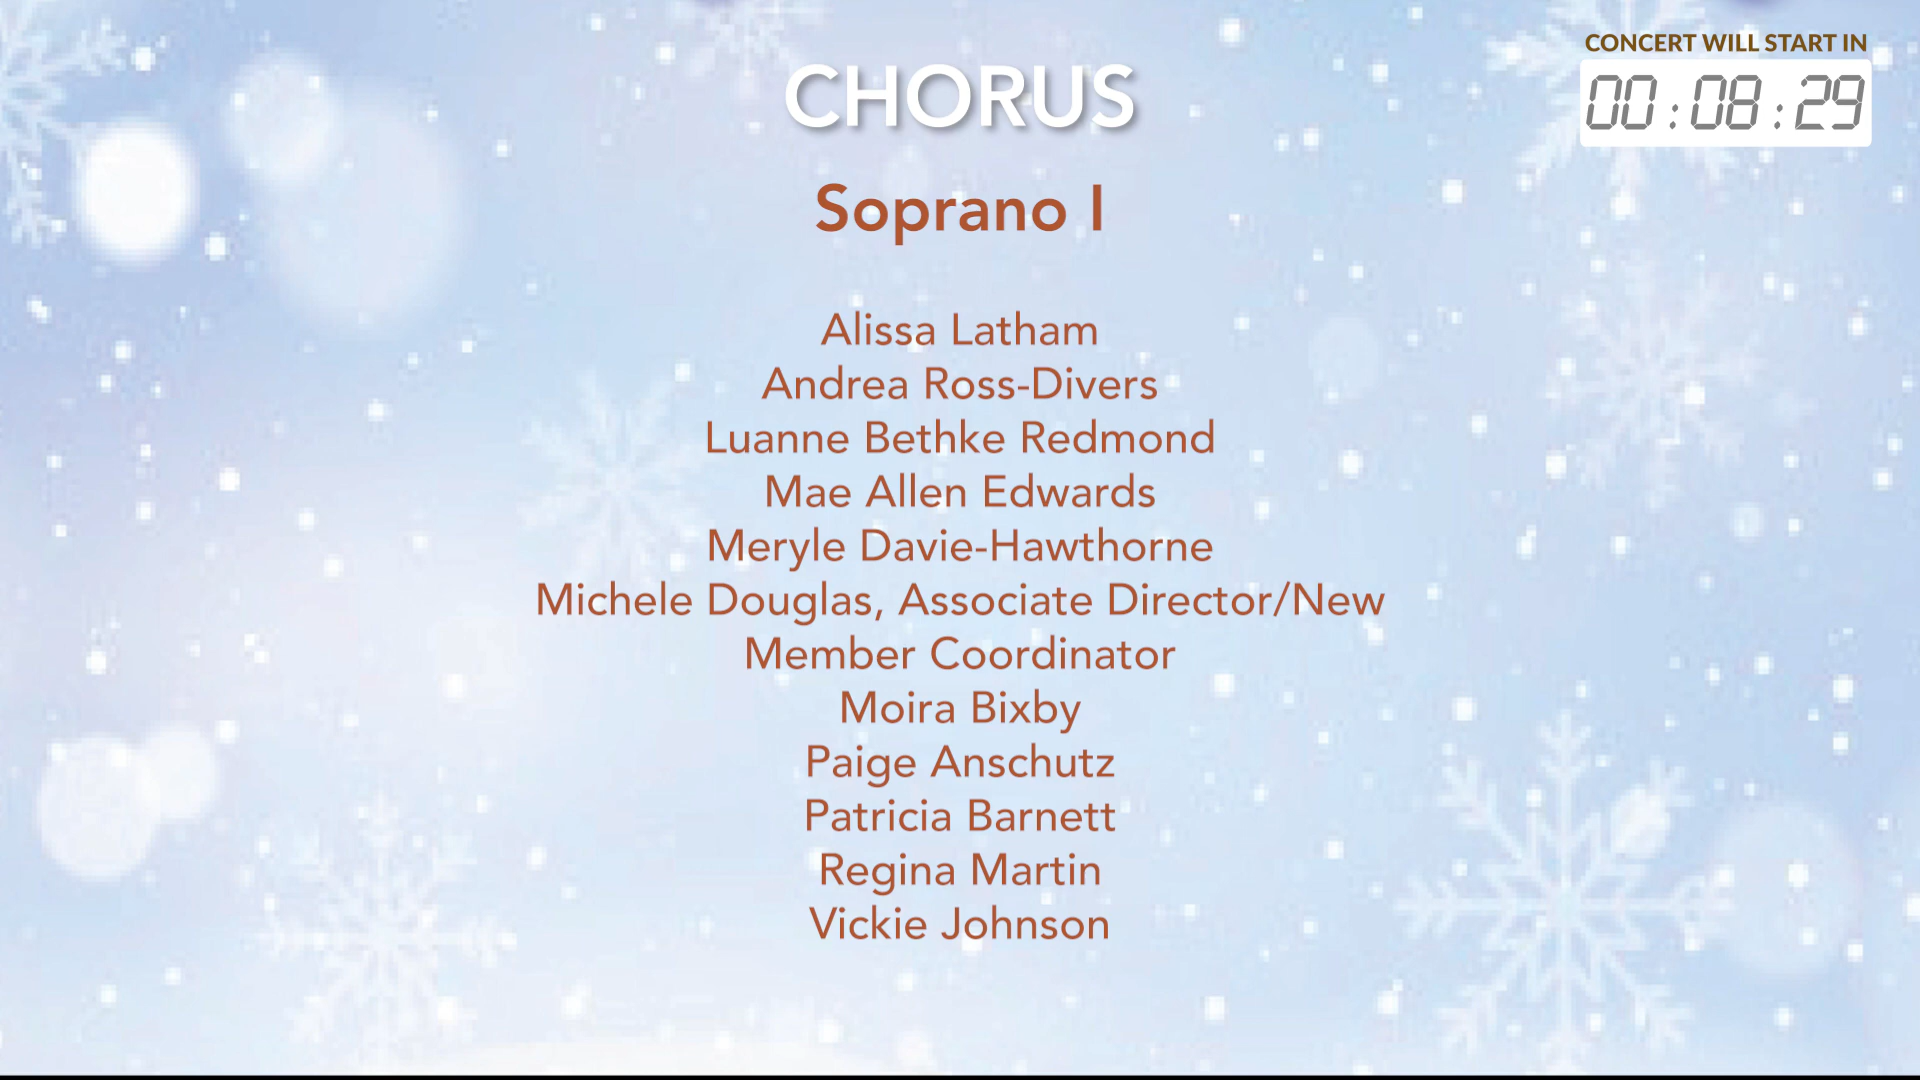 CONCERT WILL START IN
00:08:29
CHORUS
Soprano I
Alissa Latham
Andrea Ross-Divers
Luanne Bethke Redmond
Mae Allen Edwards
Meryle Davie-Hawthorne
Michele Douglas, Associate Director/New
Member Coordinator
Moira Bixby
Paige Anschutz
Patricia Barnett
Regina Martin
Vickie Johnson